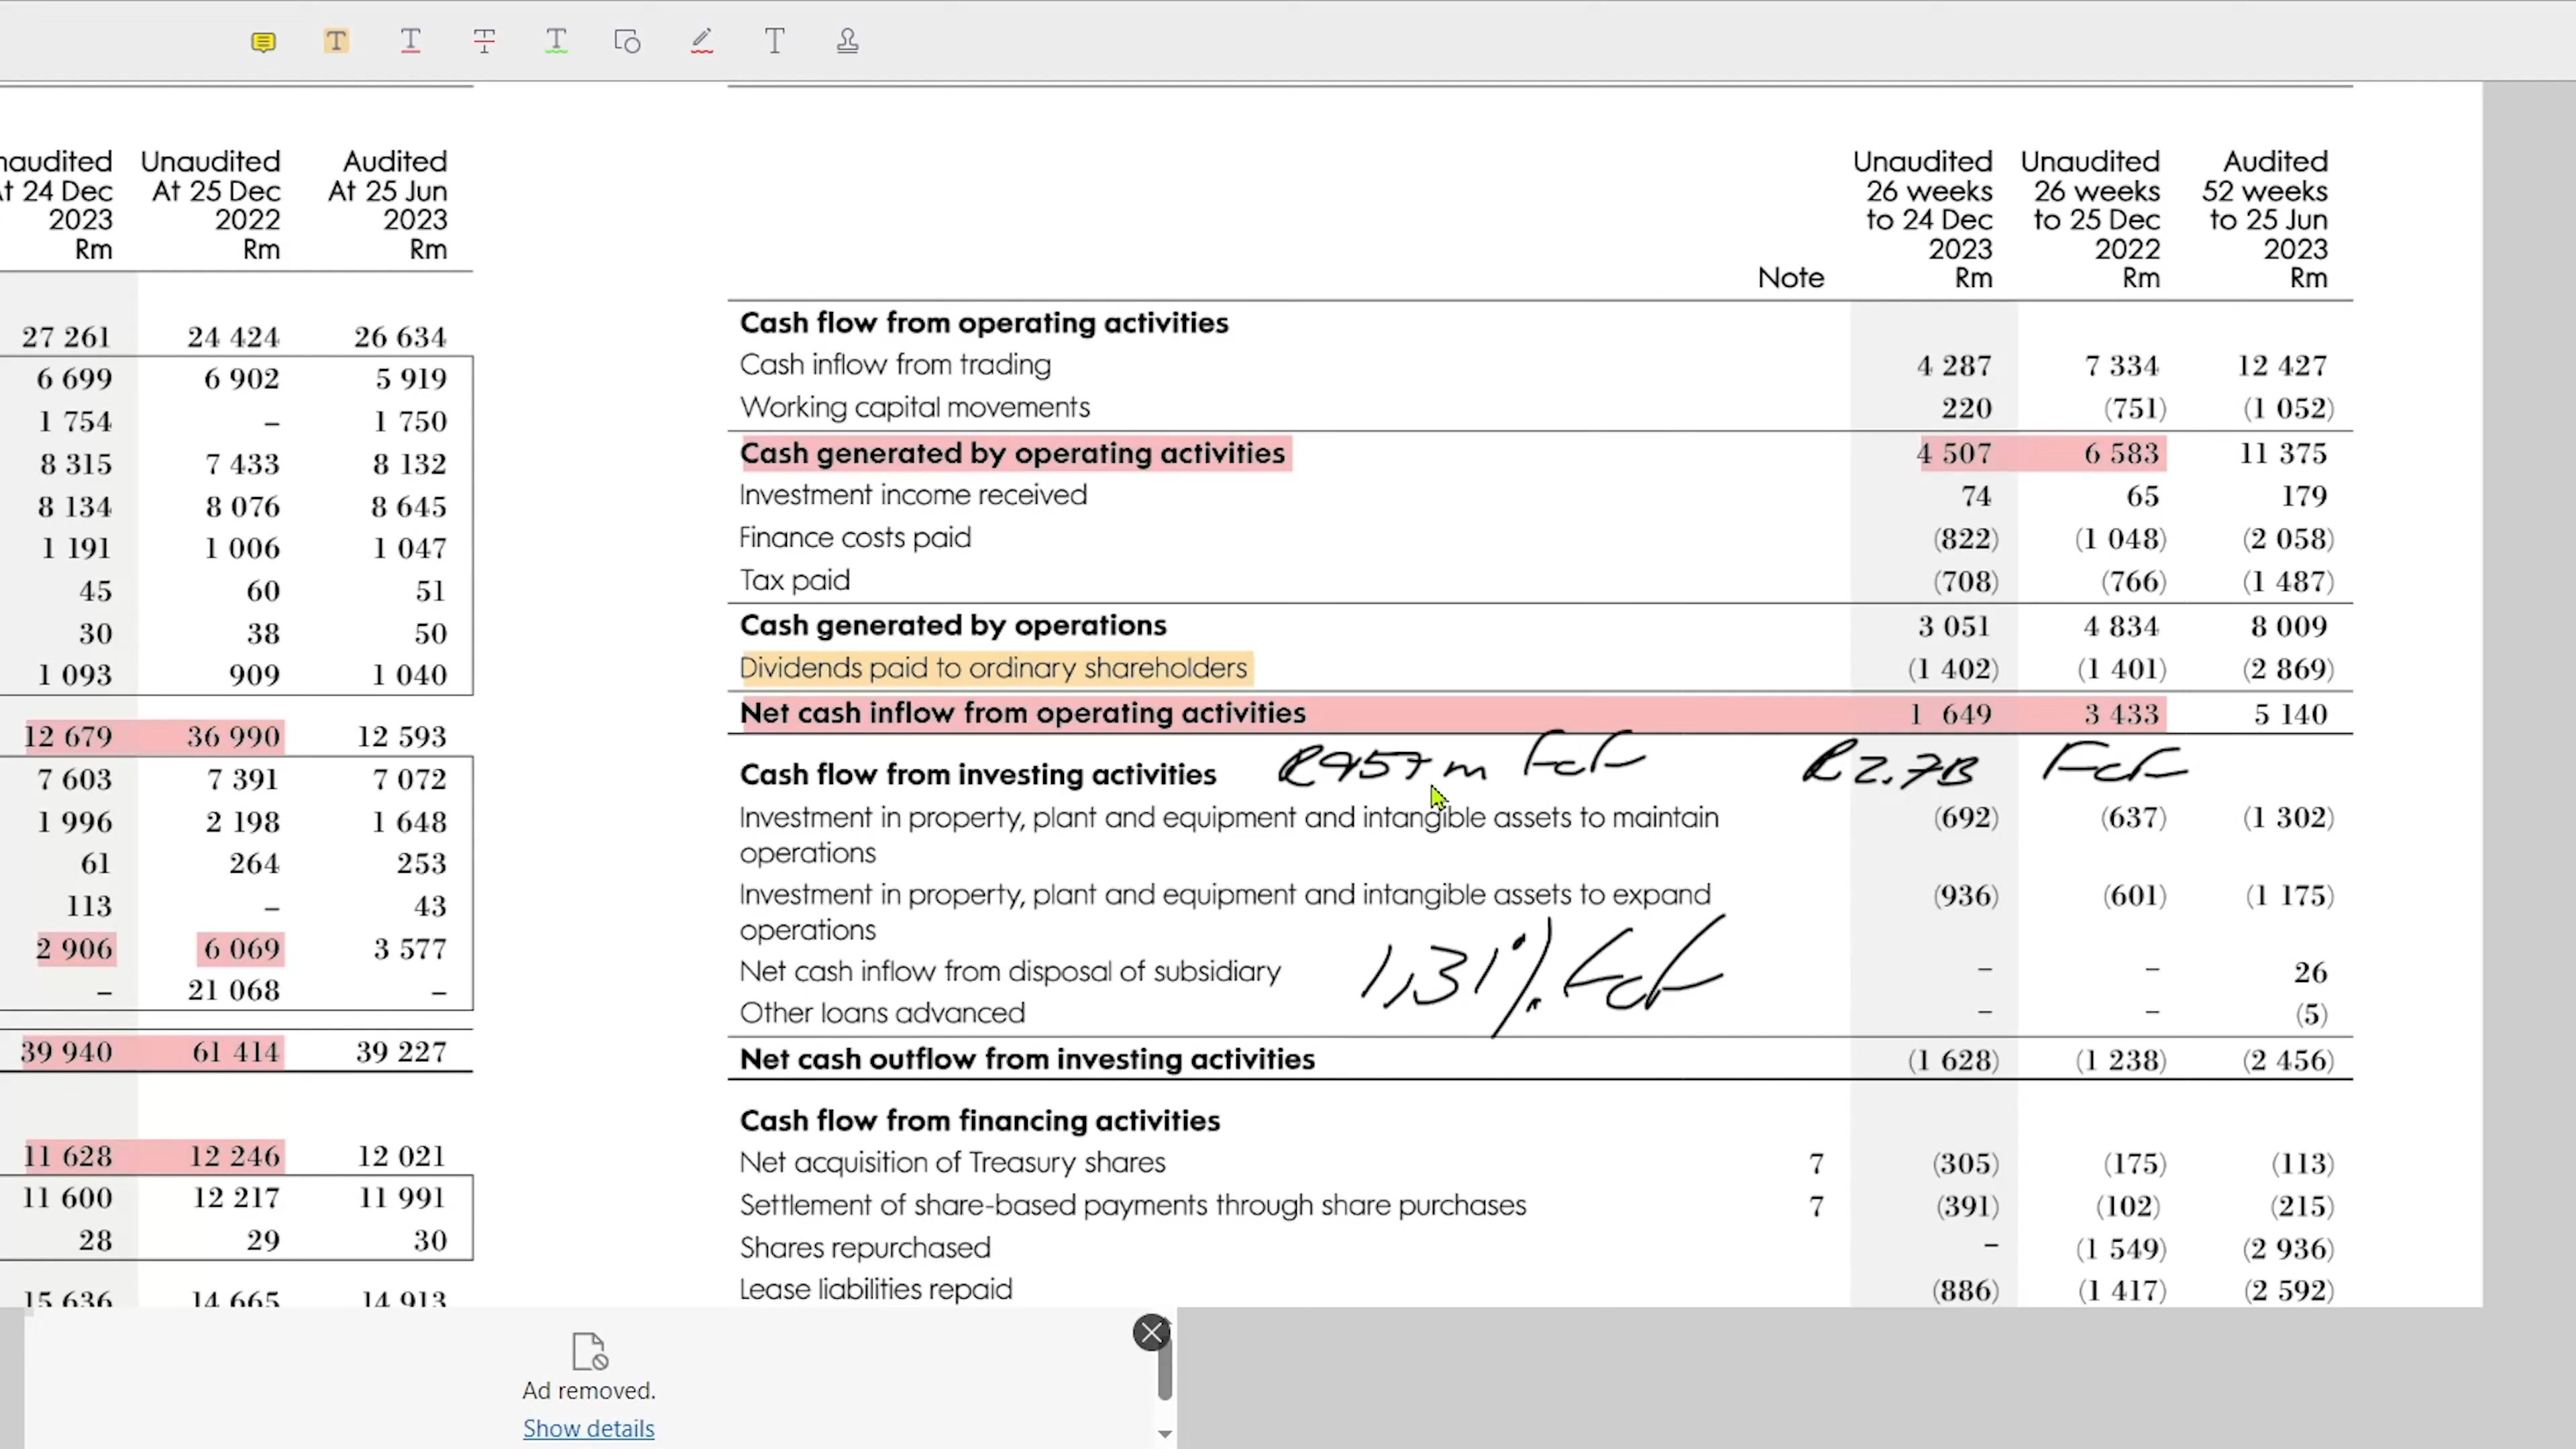 naudited Unaudited Audited
At 24 Dec At 25 Dec At 25 Jun
2023 2022 2023
Rm Rm Rm
27 261 24 424 26 634
6 699 6 902 5 919
1 754 – 1 750
8 315 7 433 8 132
8 134 8 076 8 645
1 191 1 006 1 047
45 60 51
30 38 50
1 093 909 1 040
12 679 36 990 12 593
7 603 7 391 7 072
1 996 2 198 1 648
61 264 253
113 – 43
2 906 6 069 3 577
– 21 068 –
39 940 61 414 39 227
11 628 12 246 12 021
11 600 12 217 11 991
28 29 30
15 636 14 665 14 913
Unaudited Unaudited Audited
26 weeks 26 weeks 52 weeks
to 24 Dec to 25 Dec to 25 Jun
2023 2022 2023
Note Rm Rm Rm
Cash flow from operating activities
Cash inflow from trading 4 287 7 334 12 427
Working capital movements 220 (751) (1 052)
Cash generated by operating activities 4 507 6 583 11 375
Investment income received 74 65 179
Finance costs paid (822) (1 048) (2 058)
Tax paid (708) (766) (1 487)
Cash generated by operations 3 051 4 834 8 009
Dividends paid to ordinary shareholders (1 402) (1 401) (2 869)
Net cash inflow from operating activities 1 649 3 433 5 140
Cash flow from investing activities R957m FCF R2.7B FCF
Investment in property, plant and equipment and intangible assets to maintain (692) (637) (1 302)
operations
Investment in property, plant and equipment and intangible assets to expand (936) (601) (1 175)
operations
1,31% FCF
Net cash inflow from disposal of subsidiary – – 26
Other loans advanced – – (5)
Net cash outflow from investing activities (1 628) (1 238) (2 456)
Cash flow from financing activities
Net acquisition of Treasury shares 7 (305) (175) (113)
Settlement of share-based payments through share purchases 7 (391) (102) (215)
Shares repurchased – (1 549) (2 936)
Lease liabilities repaid (886) (1 417) (2 592)
Ad removed.
Show details